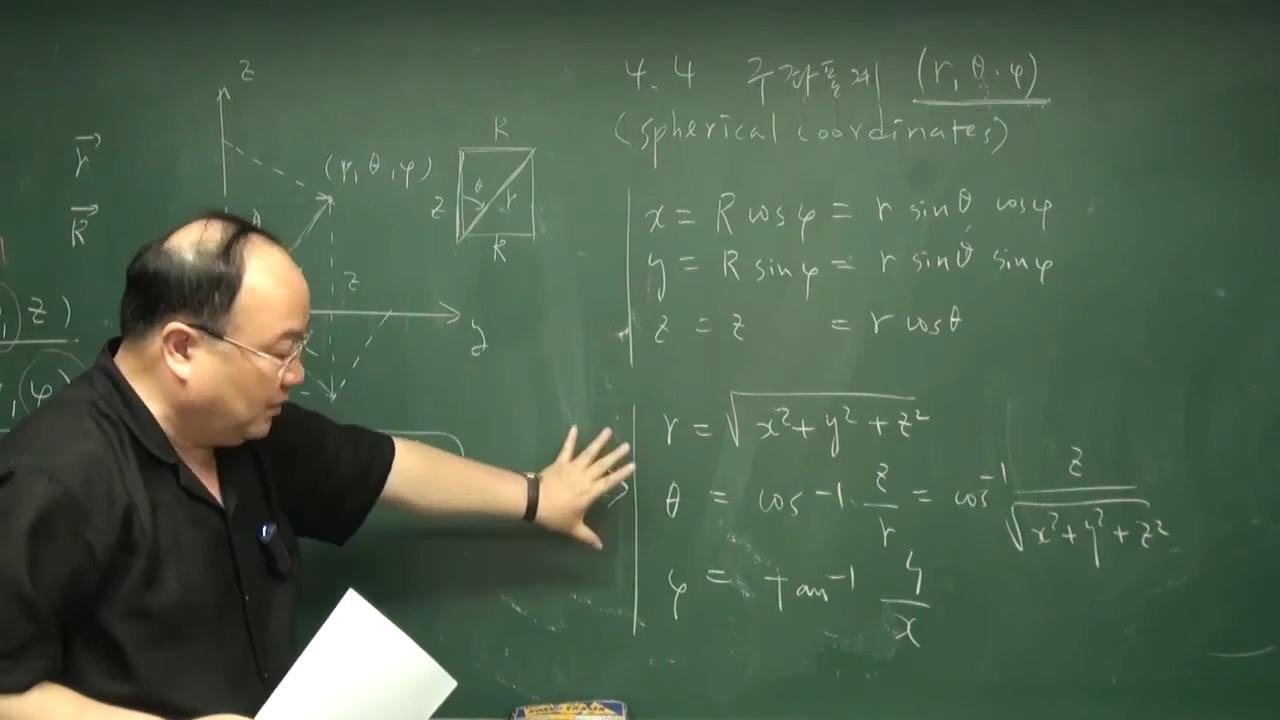 4.4 구좌표계 (r, θ, φ)
(spherical coordinates)
x = R cosφ = r sinθ cosφ
y = R sinφ = r sinθ sinφ
z = z = r cosθ
r = √x²+y²+z²
θ = cos⁻¹ z/r = cos⁻¹ z/√x²+y²+z²
φ = tan⁻¹ y/x
z
r⃗
R⃗
(r, θ, φ)
z
y
R
z
θ
r
R
z)
φ)